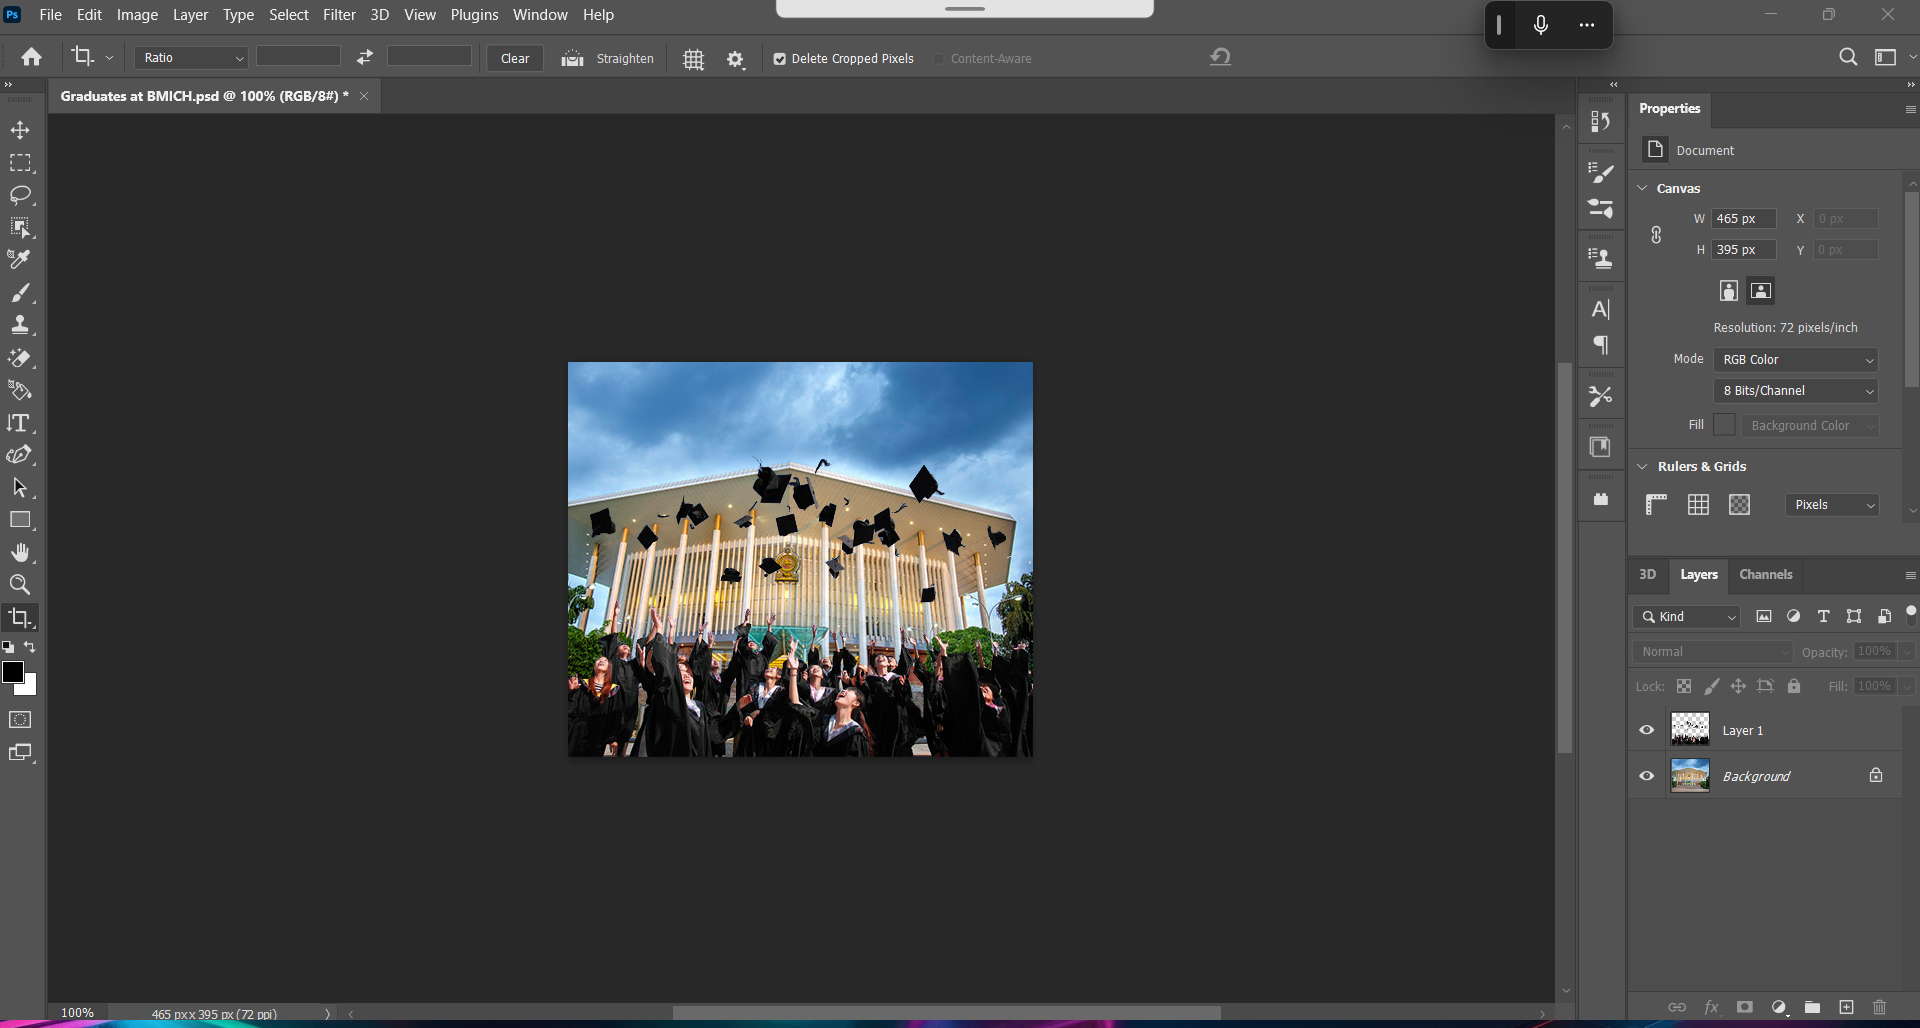 Ps File Edit Image Layer Type Select Filter 3D View Plugins Window Help
Ratio Clear Straighten Delete Cropped Pixels Content-Aware
Graduates at BMICH.psd @ 100% (RGB/8#) *
Properties
Document
Canvas
W 465 px X 0 px
H 395 px Y 0 px
Resolution: 72 pixels/inch
Mode RGB Color
8 Bits/Channel
Fill Background Color
Rulers & Grids
Pixels
3D Layers Channels
Kind
Normal Opacity: 100%
Lock: Fill: 100%
Layer 1
Background
fx
100% 465 px x 395 px (72 ppi)